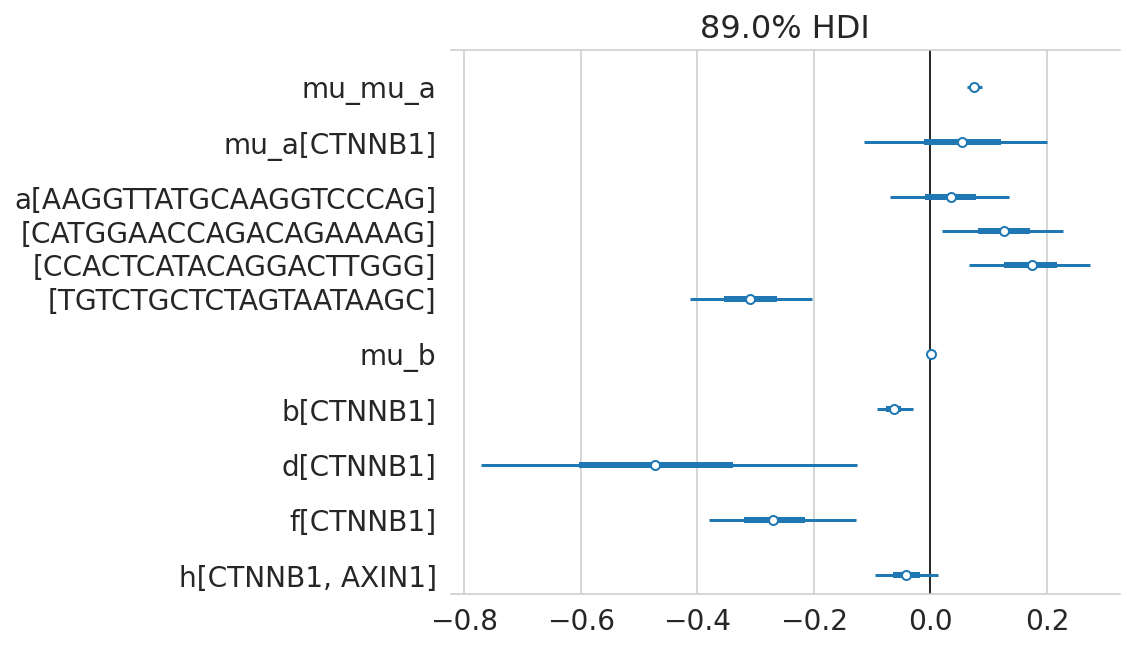 89.0% HDI
mu_mu_a
mu_a[CTNNB1]
a[AAGGTTATGCAAGGTCCCAG]
[CATGGAACCAGACAGAAAAG]
[CCACTCATACAGGACTTGGG]
[TGTCTGCTCTAGTAATAAGC]
mu_b
b[CTNNB1]
d[CTNNB1]
f[CTNNB1]
h[CTNNB1, AXIN1]
−0.8 −0.6 −0.4 −0.2 0.0 0.2